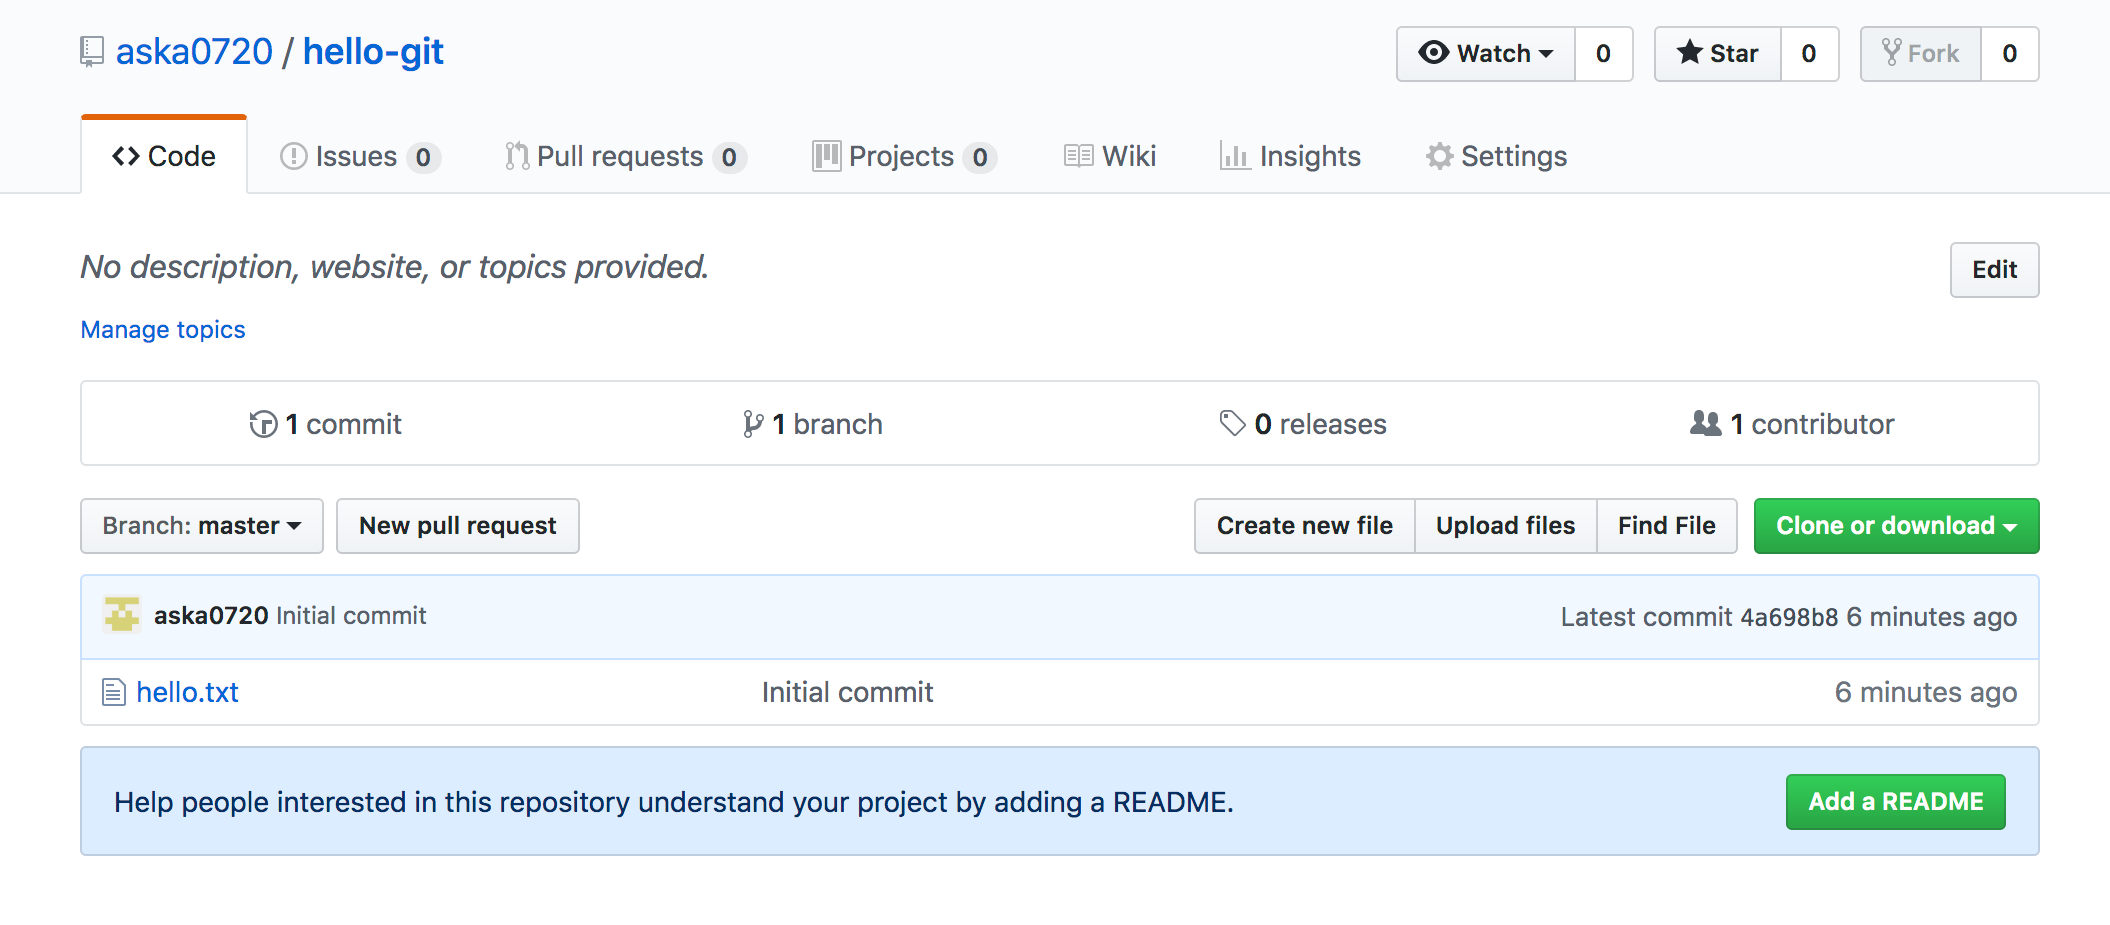 aska0720 / hello-git Watch 0 Star 0 Fork 0
Code Issues 0 Pull requests 0 Projects 0 Wiki Insights Settings
No description, website, or topics provided. Edit
Manage topics
1 commit 1 branch 0 releases 1 contributor
Branch: master New pull request Create new file Upload files Find File Clone or download
aska0720 Initial commit Latest commit 4a698b8 6 minutes ago
hello.txt Initial commit 6 minutes ago
Help people interested in this repository understand your project by adding a README. Add a README